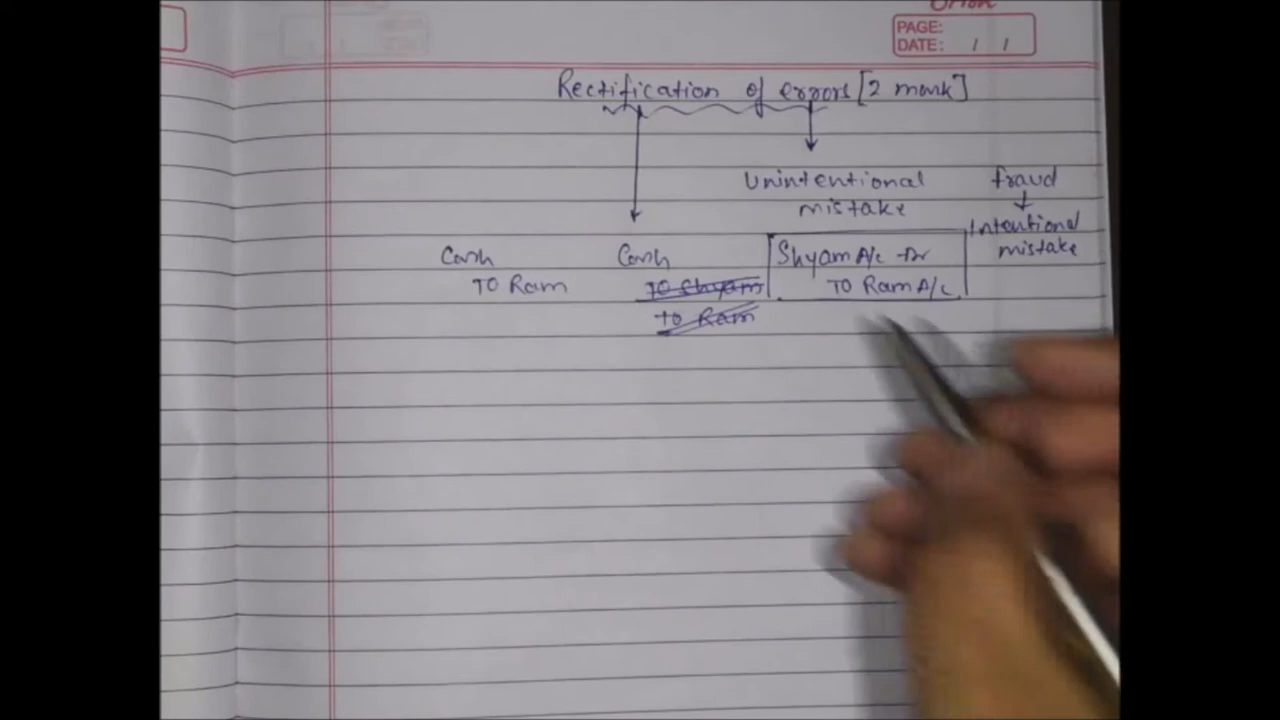 Orion
PAGE:
DATE: / /
Rectification of errors [2 mark]
Unintentional
mistake
fraud
Intentional
mistake
Cash
TO Ram
Cash
TO Shyam
to Ram
Shyam A/c Dr
TO Ram A/c